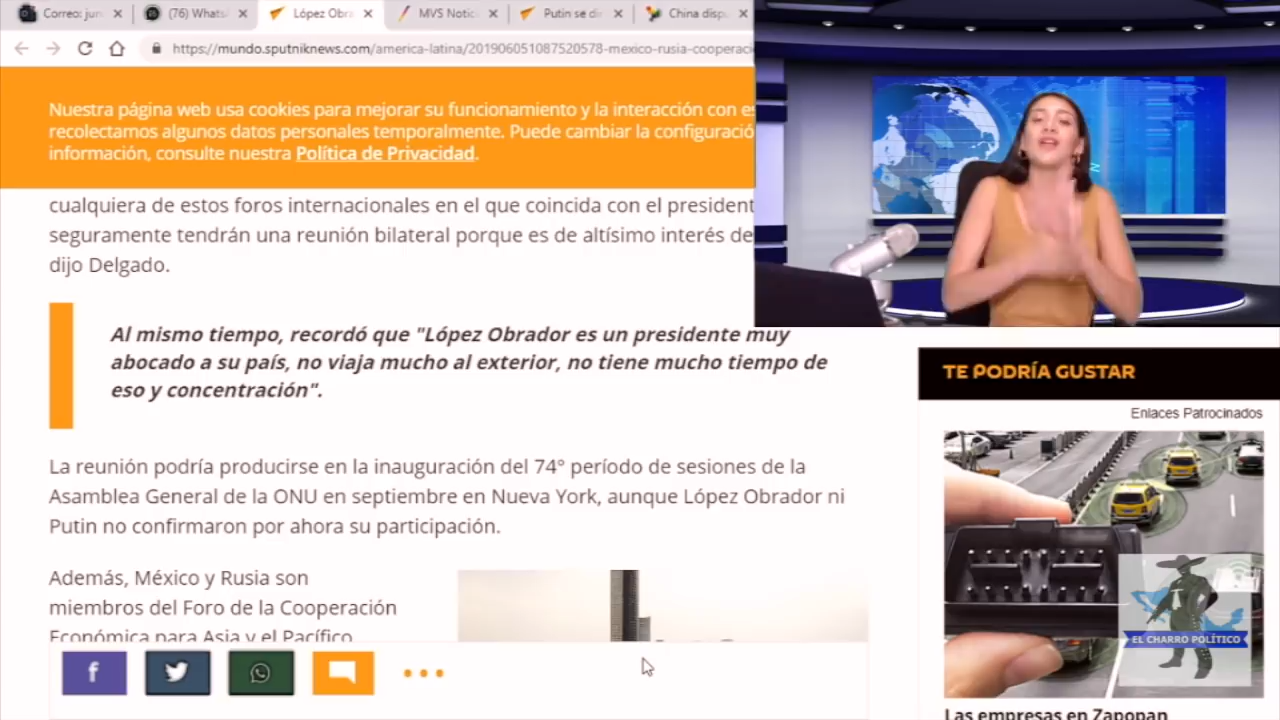 Correo: jun
(76) WhatsA
López Obra
MVS Notic
Putin se di
China disp
https://mundo.sputniknews.com/america-latina/201906051087520578-mexico-rusia-cooperaci
Nuestra página web usa cookies para mejorar su funcionamiento y la interacción con es
recolectamos algunos datos personales temporalmente. Puede cambiar la configuració
información, consulte nuestra Política de Privacidad.
cualquiera de estos foros internacionales en el que coincida con el president
seguramente tendrán una reunión bilateral porque es de altísimo interés de
dijo Delgado.
Al mismo tiempo, recordó que "López Obrador es un presidente muy
abocado a su país, no viaja mucho al exterior, no tiene mucho tiempo de
eso y concentración".
La reunión podría producirse en la inauguración del 74° período de sesiones de la
Asamblea General de la ONU en septiembre en Nueva York, aunque López Obrador ni
Putin no confirmaron por ahora su participación.
Además, México y Rusia son
miembros del Foro de la Cooperación
Económica para Asia y el Pacífico
TE PODRÍA GUSTAR
Enlaces Patrocinados
EL CHARRO POLÍTICO
Las empresas en Zapopan